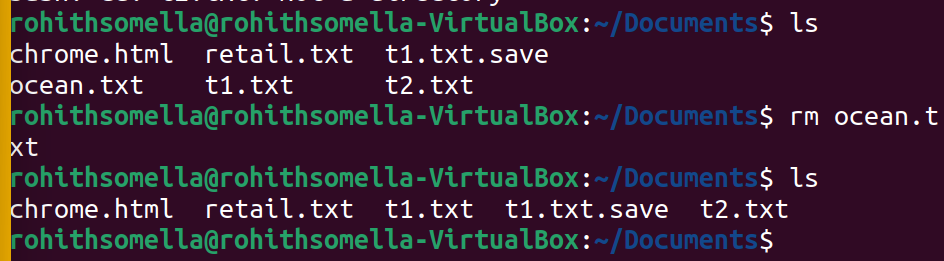 rohithsomella@rohithsomella-VirtualBox:~/Documents$ ls
chrome.html  retail.txt  t1.txt.save
ocean.txt    t1.txt      t2.txt
rohithsomella@rohithsomella-VirtualBox:~/Documents$ rm ocean.t
xt
rohithsomella@rohithsomella-VirtualBox:~/Documents$ ls
chrome.html  retail.txt  t1.txt  t1.txt.save  t2.txt
rohithsomella@rohithsomella-VirtualBox:~/Documents$